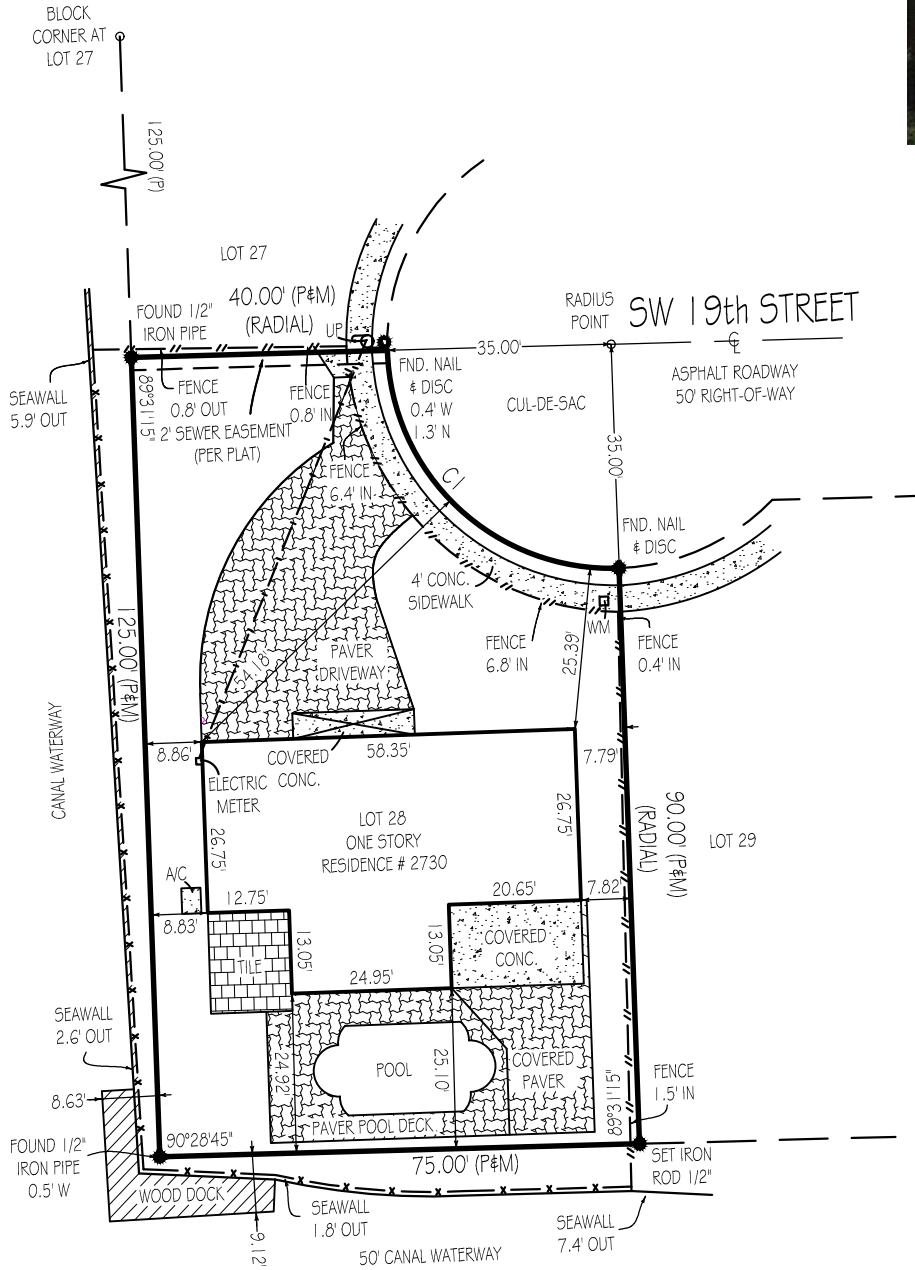 BLOCK
CORNER AT
LOT 27
125.00' (P)
LOT 27
40.00' (P&M)
(RADIAL)
FOUND 1/2"
IRON PIPE
UP
RADIUS
POINT
SW 19th STREET
35.00'
CL
ASPHALT ROADWAY
50' RIGHT-OF-WAY
FND. NAIL
& DISC
0.4' W
1.3' N
CUL-DE-SAC
35.00'
SEAWALL
5.9' OUT
89°31'15"
FENCE
0.8' OUT
FENCE
0.8' IN
2' SEWER EASEMENT
(PER PLAT)
FENCE
6.4' IN
C1
FND. NAIL
& DISC
4' CONC.
SIDEWALK
WM
FENCE
6.8' IN
FENCE
0.4' IN
25.39'
125.00' (P&M)
54.18'
PAVER
DRIVEWAY
CANAL WATERWAY
8.86'
COVERED
CONC.
58.35'
7.79'
ELECTRIC
METER
26.75'
26.75'
LOT 28
ONE STORY
RESIDENCE # 2730
90.00' (P&M)
(RADIAL)
LOT 29
A/C
12.75'
20.65'
7.82'
8.83'
13.05'
13.05'
COVERED
CONC.
TILE
24.95'
SEAWALL
2.6' OUT
24.92'
POOL
25.10'
COVERED
PAVER
FENCE
1.5' IN
8.63'
89°31'15"
PAVER POOL DECK
FOUND 1/2"
IRON PIPE
0.5' W
90°28'45"
75.00' (P&M)
SET IRON
ROD 1/2"
WOOD DOCK
SEAWALL
1.8' OUT
SEAWALL
7.4' OUT
9.12'
50' CANAL WATERWAY